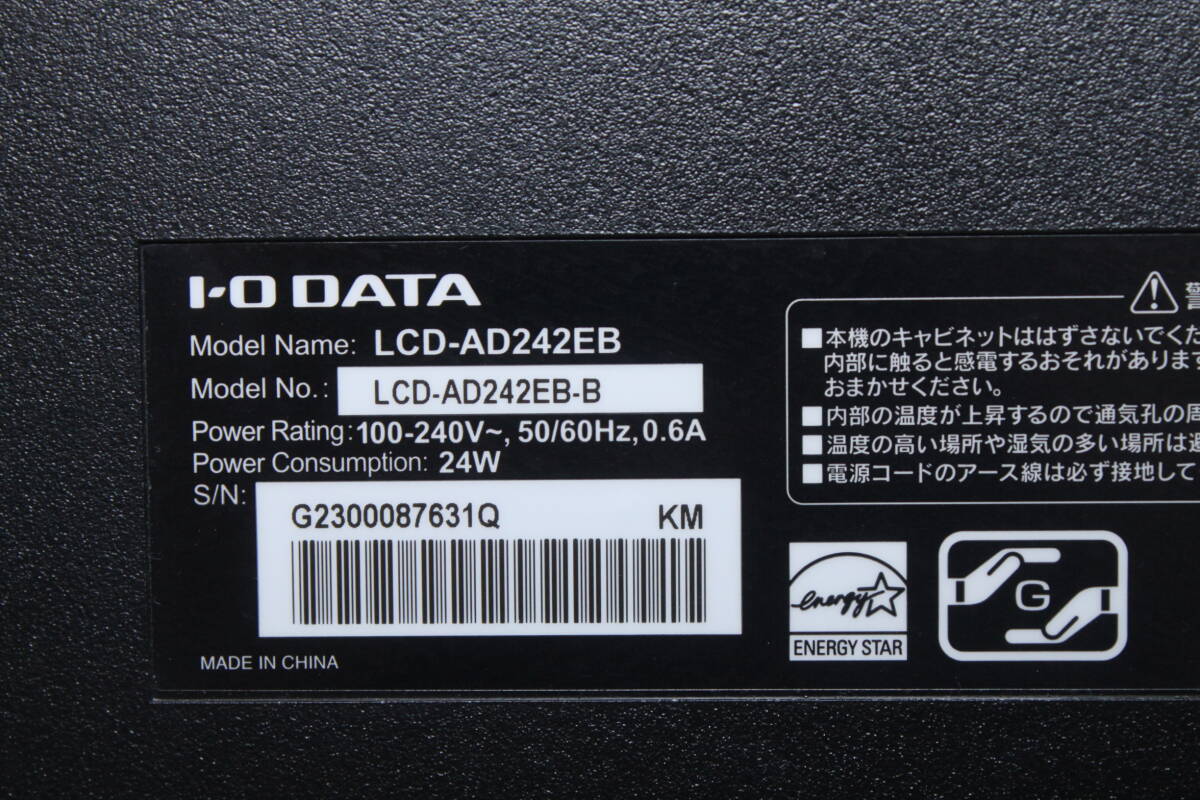 I-O DATA
Model Name: LCD-AD242EB
Model No.: LCD-AD242EB-B
Power Rating: 100-240V~, 50/60Hz, 0.6A
Power Consumption: 24W
S/N:
G2300087631Q KM
MADE IN CHINA
警
■本機のキャビネットははずさないでくだ
内部に触ると感電するおそれがあります
おまかせください。
■内部の温度が上昇するので通気孔の周
■温度の高い場所や湿気の多い場所は避
■電源コードのアース線は必ず接地して
energy
ENERGY STAR
G